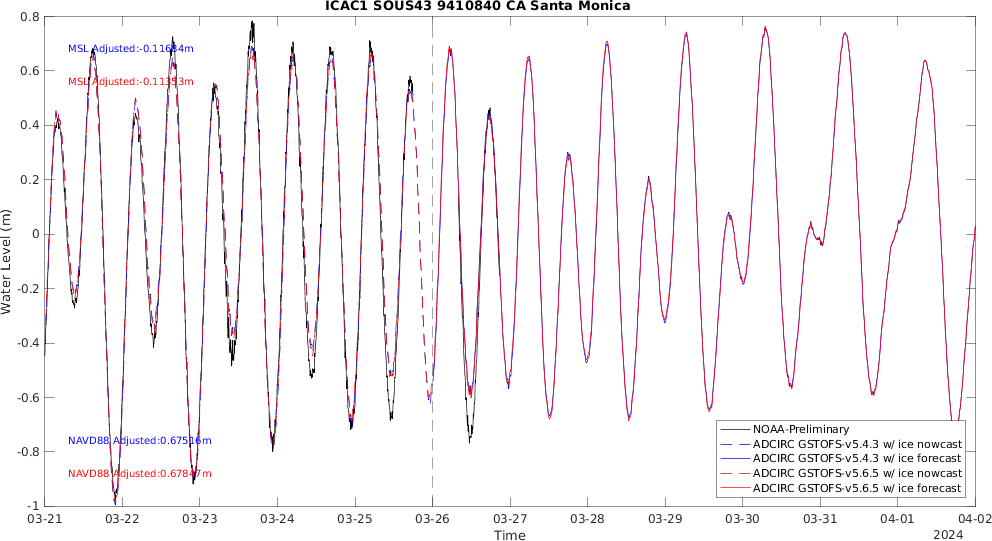 ICAC1 SOUS43 9410840 CA Santa Monica
0.8
0.6
0.4
0.2
0
-0.2
-0.4
-0.6
-0.8
-1
Water Level (m)
MSL Adjusted:-0.11684m
MSL Adjusted:-0.11353m
NAVD88 Adjusted:0.67516m
NAVD88 Adjusted:0.67847m
NOAA-Preliminary
ADCIRC GSTOFS-v5.4.3 w/ ice nowcast
ADCIRC GSTOFS-v5.4.3 w/ ice forecast
ADCIRC GSTOFS-v5.6.5 w/ ice nowcast
ADCIRC GSTOFS-v5.6.5 w/ ice forecast
03-21 03-22 03-23 03-24 03-25 03-26 03-27 03-28 03-29 03-30 03-31 04-01 04-02
Time
2024